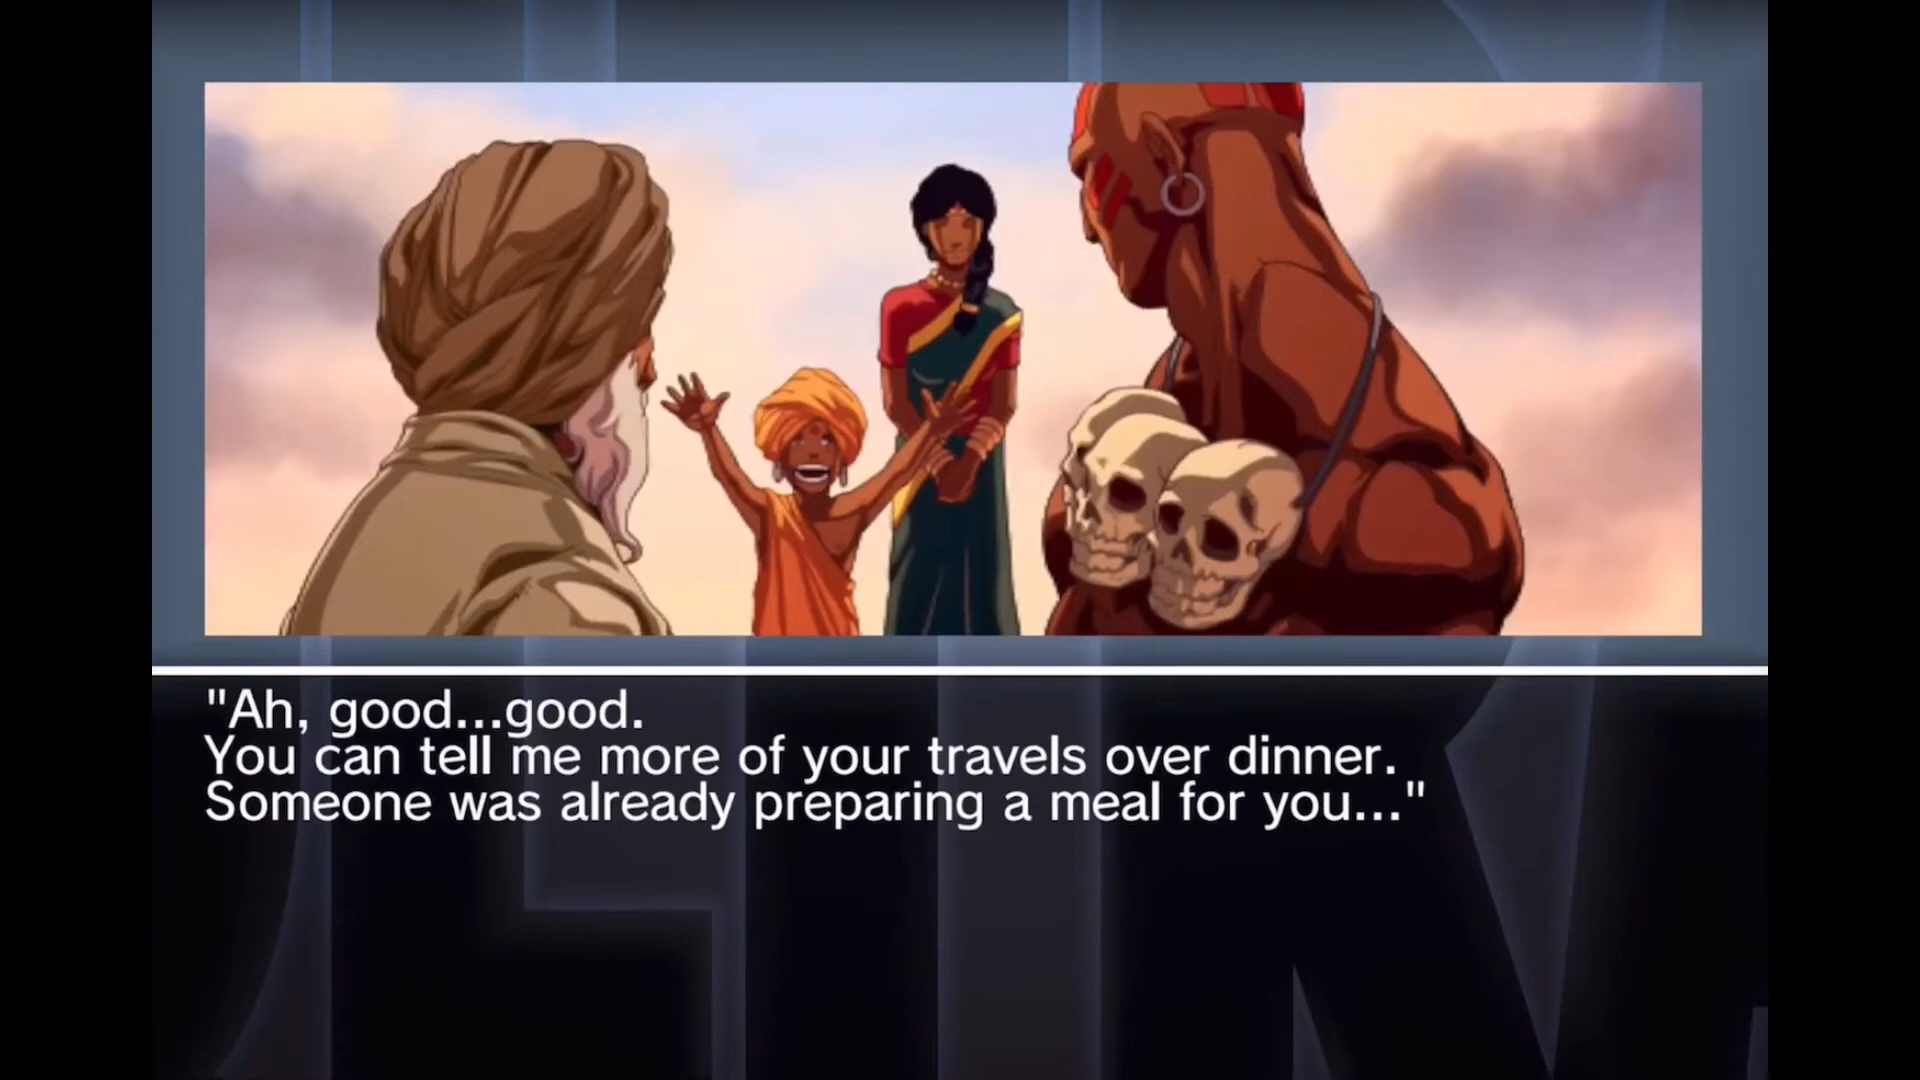 "Ah, good...good.
You can tell me more of your travels over dinner.
Someone was already preparing a meal for you..."